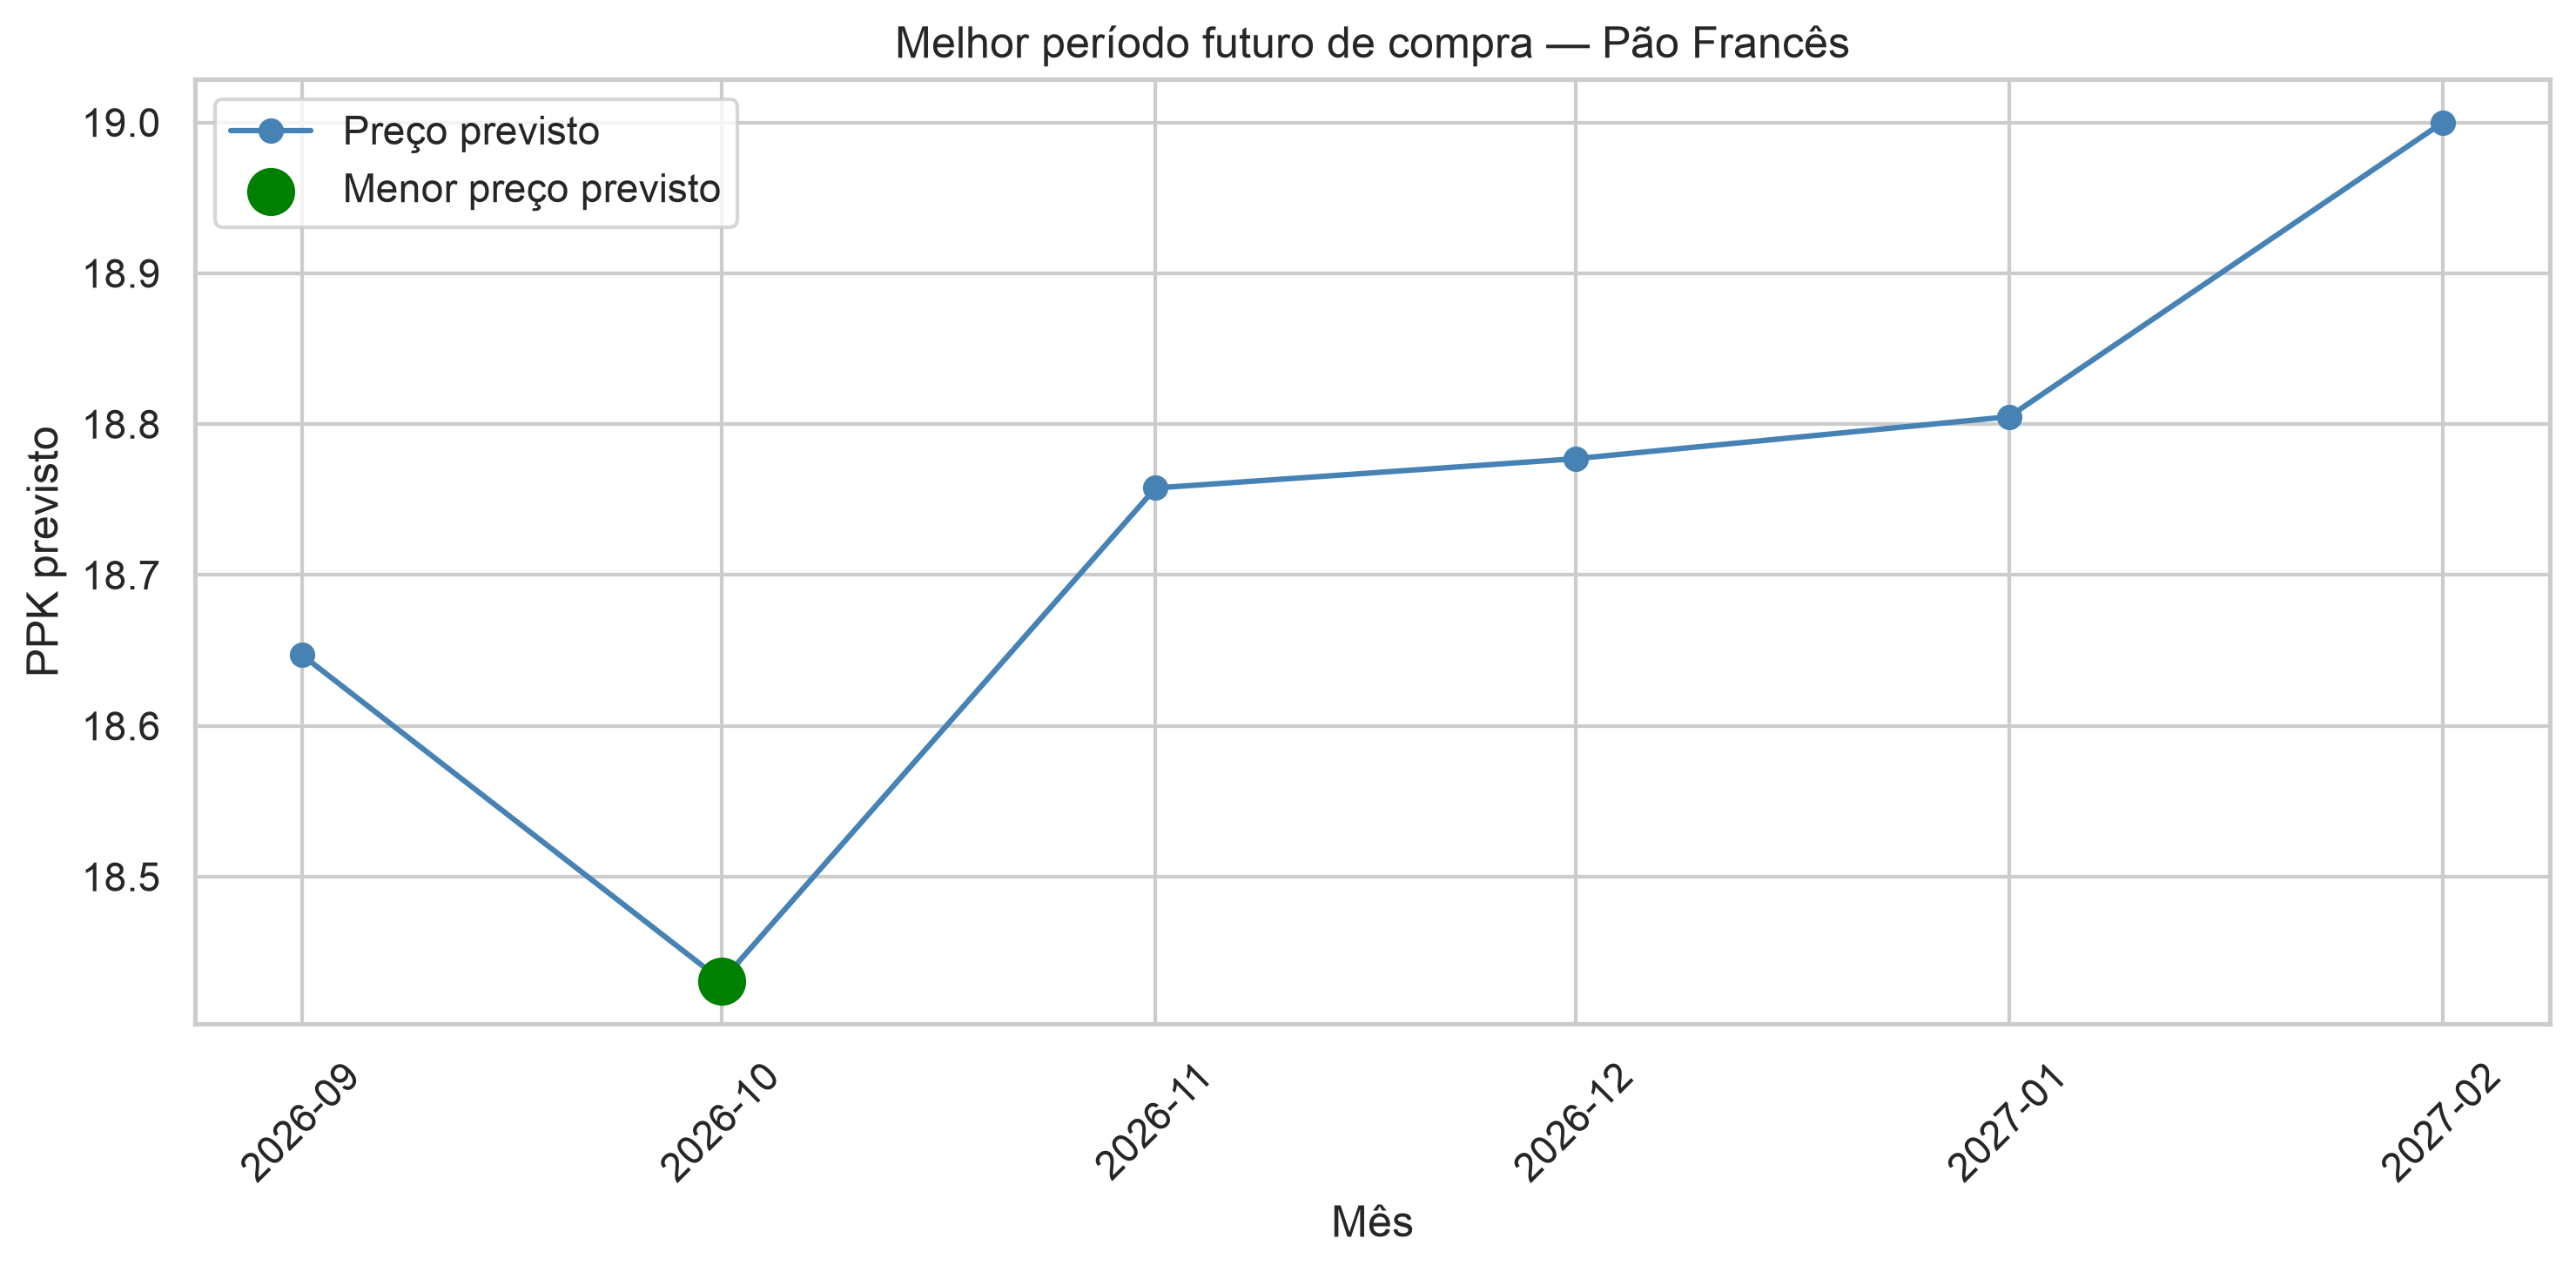 Melhor período futuro de compra — Pão Francês
Preço previsto
Menor preço previsto
19.0
18.9
18.8
18.7
18.6
18.5
PPK previsto
2026-09
2026-10
2026-11
2026-12
2027-01
2027-02
Mês